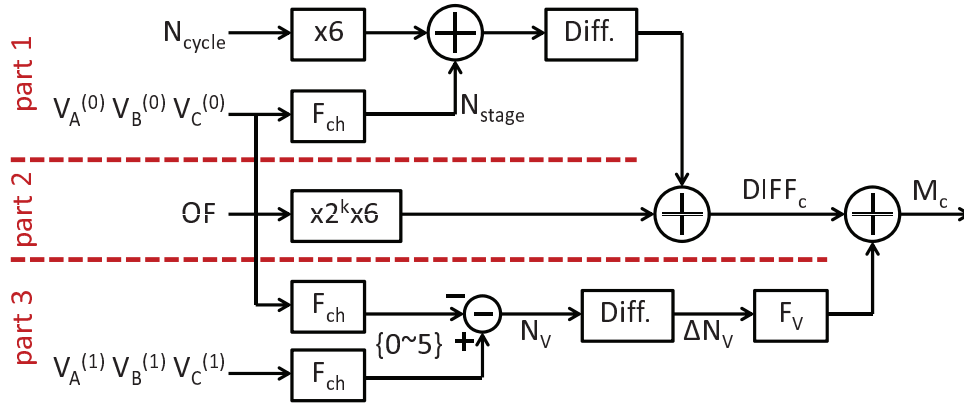 part 1
N_cycle x6 + Diff.
V_A^(0) V_B^(0) V_C^(0) F_ch N_stage
part 2
OF x2^k x6 + DIFF_c + M_c
part 3
F_ch − - N_V Diff. ΔN_V F_V
{0~5} +
V_A^(1) V_B^(1) V_C^(1) F_ch